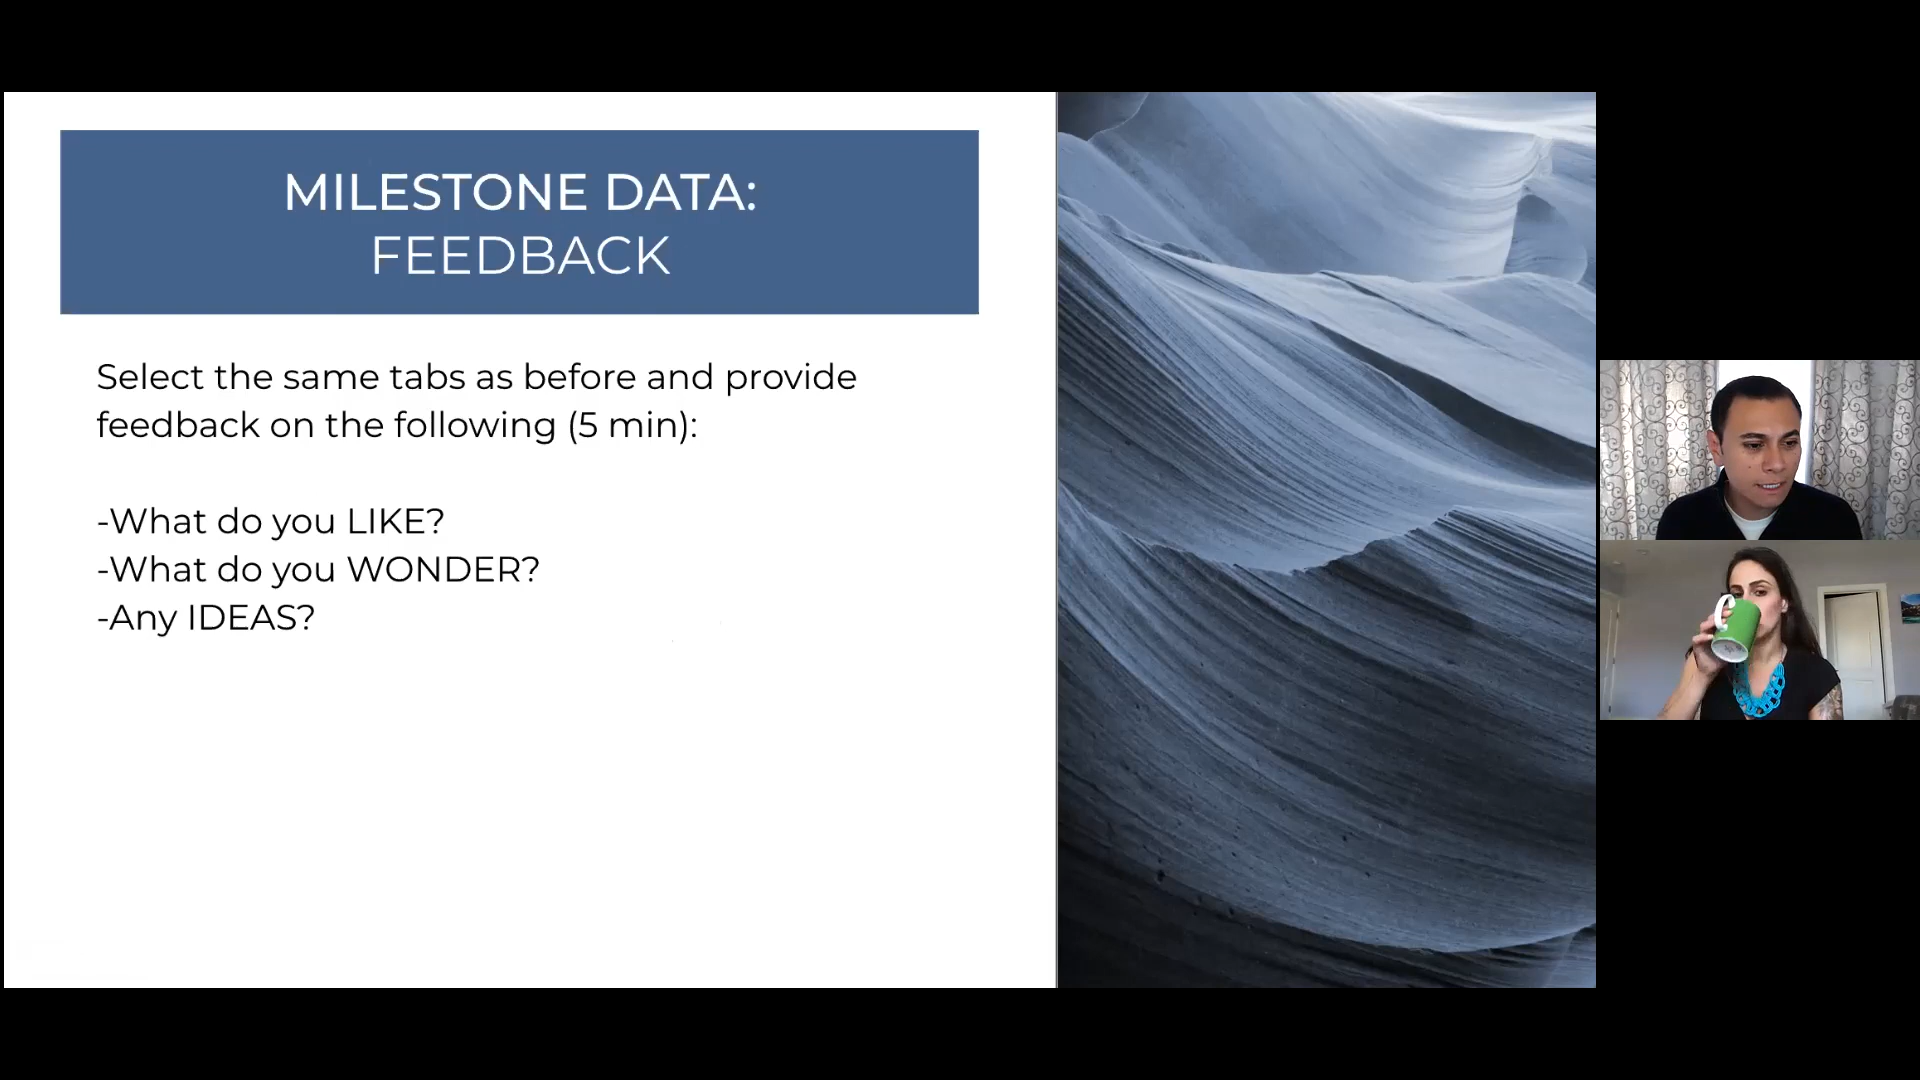 MILESTONE DATA:
FEEDBACK
Select the same tabs as before and provide
feedback on the following (5 min):
-What do you LIKE?
-What do you WONDER?
-Any IDEAS?